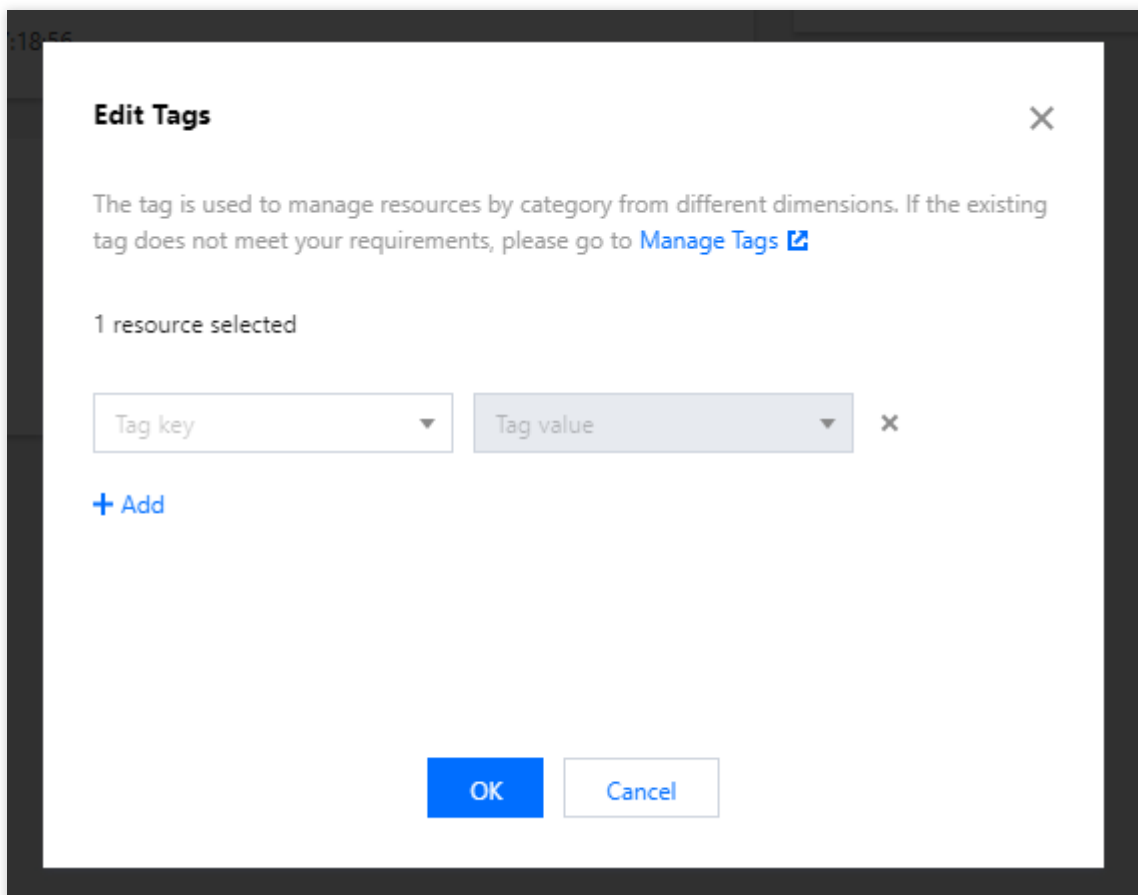 :18:56
Edit Tags
The tag is used to manage resources by category from different dimensions. If the existing
tag does not meet your requirements, please go to Manage Tags
1 resource selected
Tag key Tag value
Add
OK Cancel